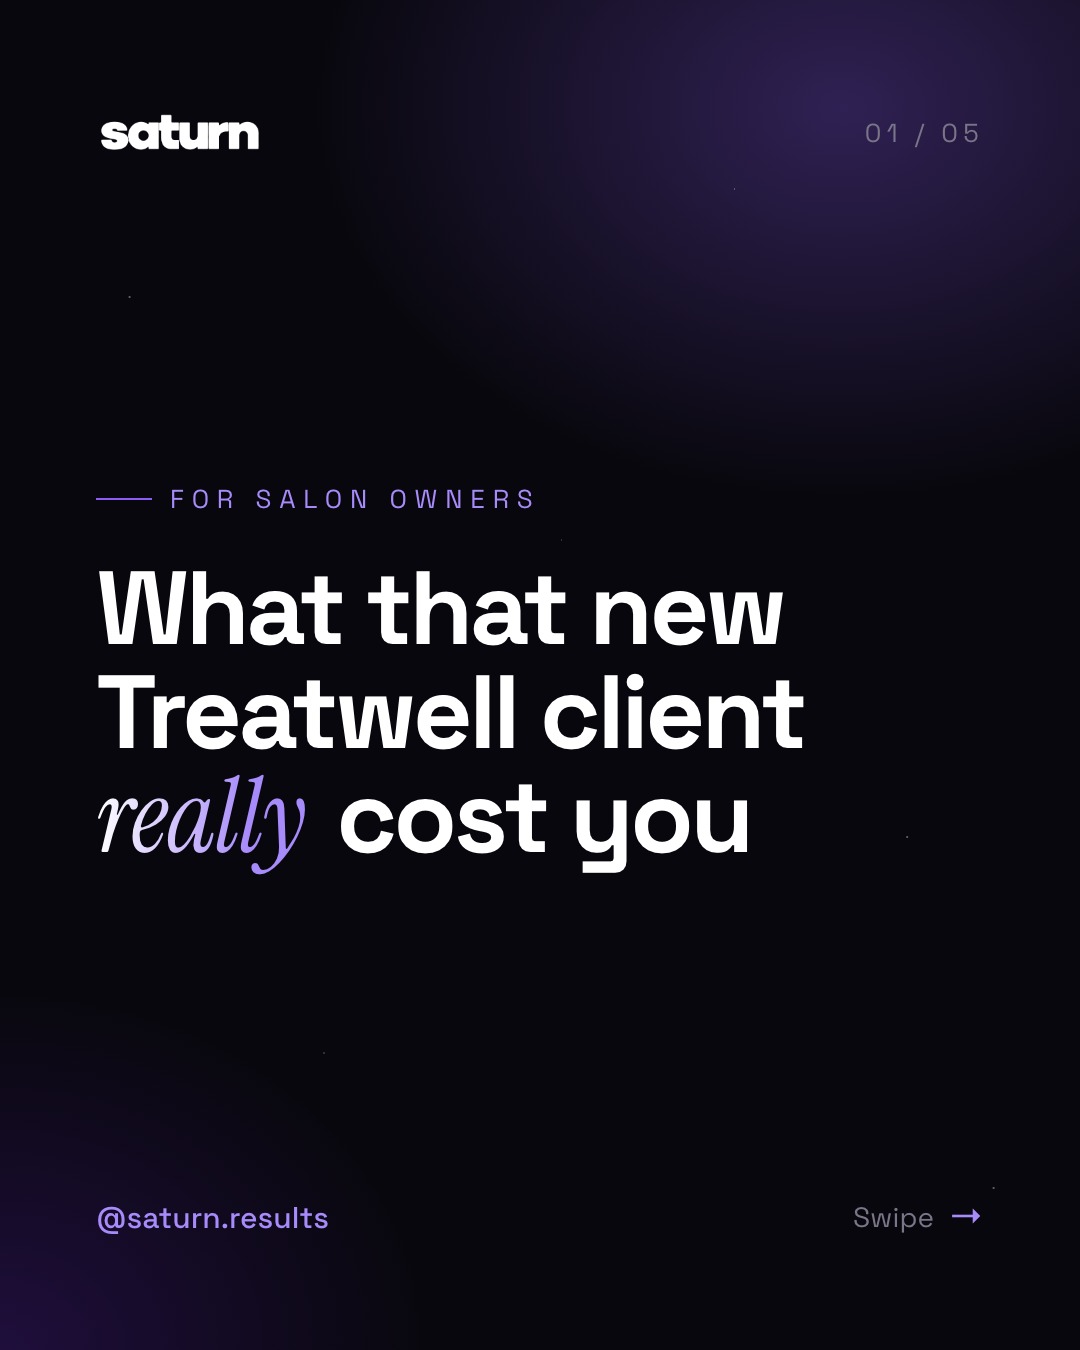 saturn
01 / 05
FOR SALON OWNERS
What that new
Treatwell client
really cost you
@saturn.results
Swipe →